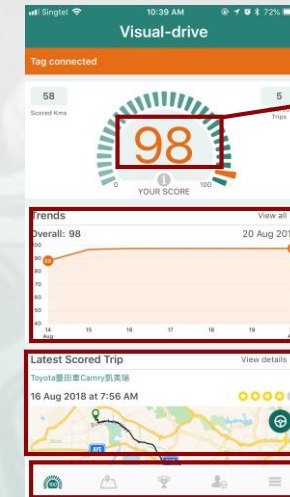 Singtel 10:39 AM 72%
Visual-drive
Tag connected
58
Scored Kms
5
Trips
98
0
100
YOUR SCORE
Trends View all
Overall: 98 20 Aug 201
100
90
80
70
60
50
40
14 15 16 17 18 19
Aug
Latest Scored Trip View details
Toyota豐田車Camry凱美瑞
16 Aug 2018 at 7:56 AM